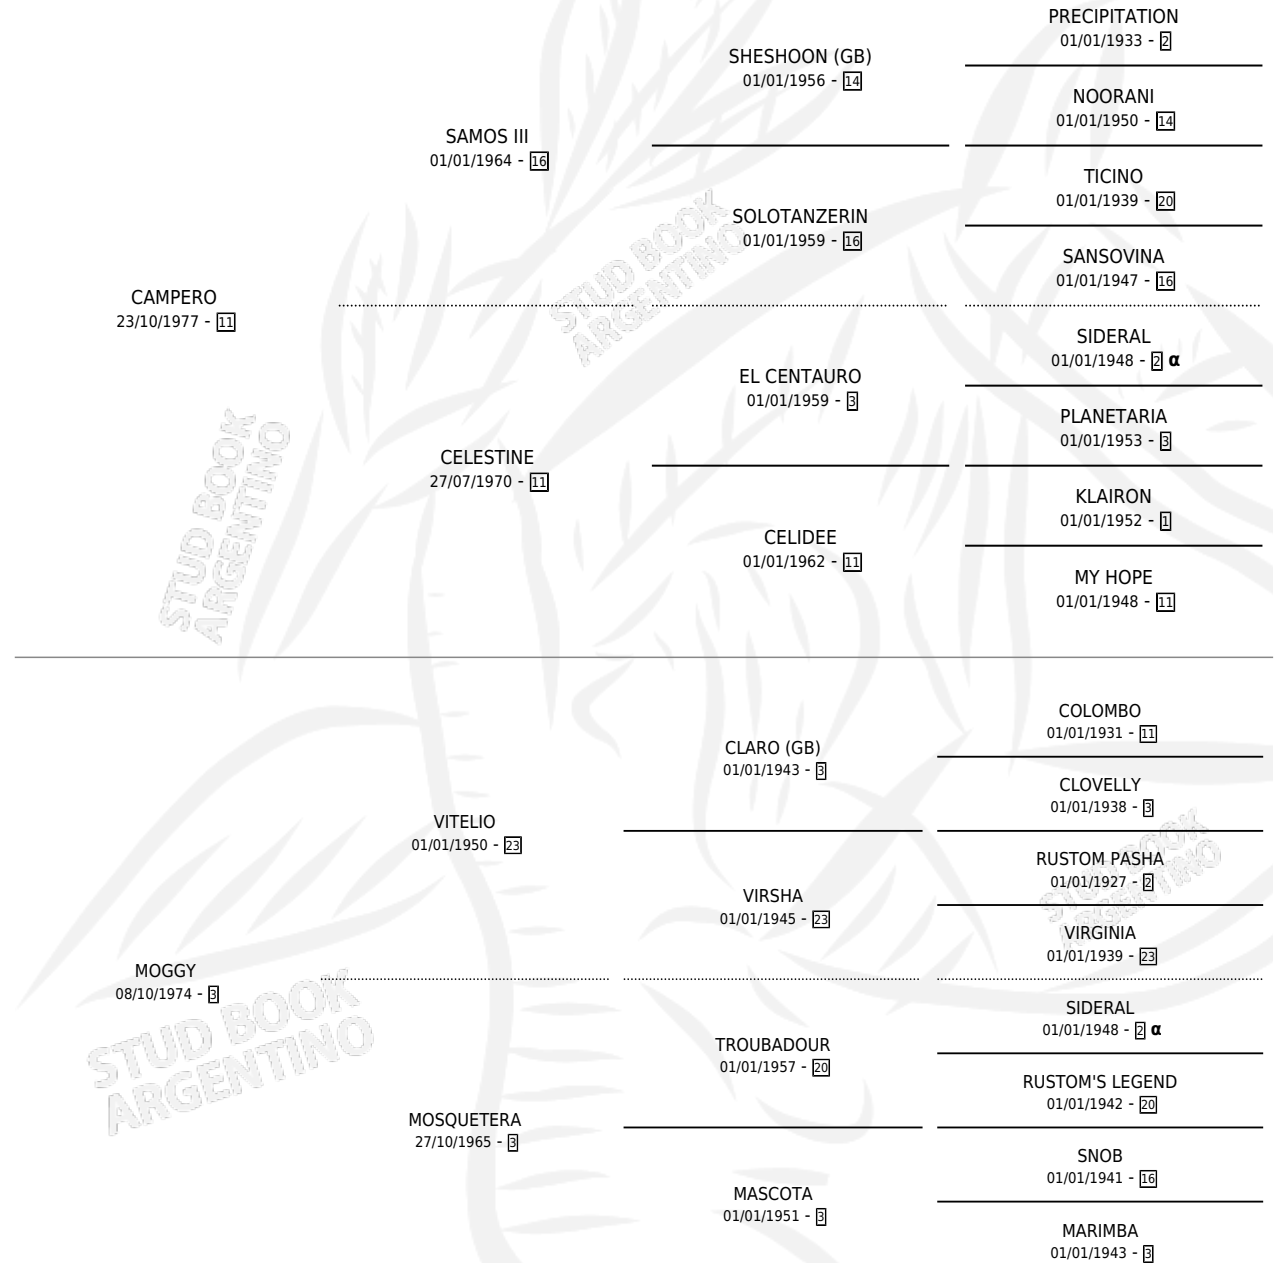 PRECIPITATION
01/01/1933 - 2
SHESHOON (GB)
01/01/1956 - 14
NOORANI
01/01/1950 - 14
SAMOS III
01/01/1964 - 16
TICINO
01/01/1939 - 20
SOLOTANZERIN
01/01/1959 - 16
SANSOVINA
01/01/1947 - 16
CAMPERO
23/10/1977 - 11
SIDERAL
01/01/1948 - 2 α
EL CENTAURO
01/01/1959 - 3
PLANETARIA
01/01/1953 - 3
CELESTINE
27/07/1970 - 11
KLAIRON
01/01/1952 - 1
CELIDEE
01/01/1962 - 11
MY HOPE
01/01/1948 - 11
COLOMBO
01/01/1931 - 11
CLARO (GB)
01/01/1943 - 3
CLOVELLY
01/01/1938 - 3
VITELIO
01/01/1950 - 23
RUSTOM PASHA
01/01/1927 - 2
VIRSHA
01/01/1945 - 23
VIRGINIA
01/01/1939 - 23
MOGGY
08/10/1974 - 3
SIDERAL
01/01/1948 - 2 α
TROUBADOUR
01/01/1957 - 20
RUSTOM'S LEGEND
01/01/1942 - 20
MOSQUETERA
27/10/1965 - 3
SNOB
01/01/1941 - 16
MASCOTA
01/01/1951 - 3
MARIMBA
01/01/1943 - 3
STUD BOOK
ARGENTINO
STUD BOOK
ARGENTINO
STUD BOOK
ARGENTINO
STUD BOOK
ARGENTINO